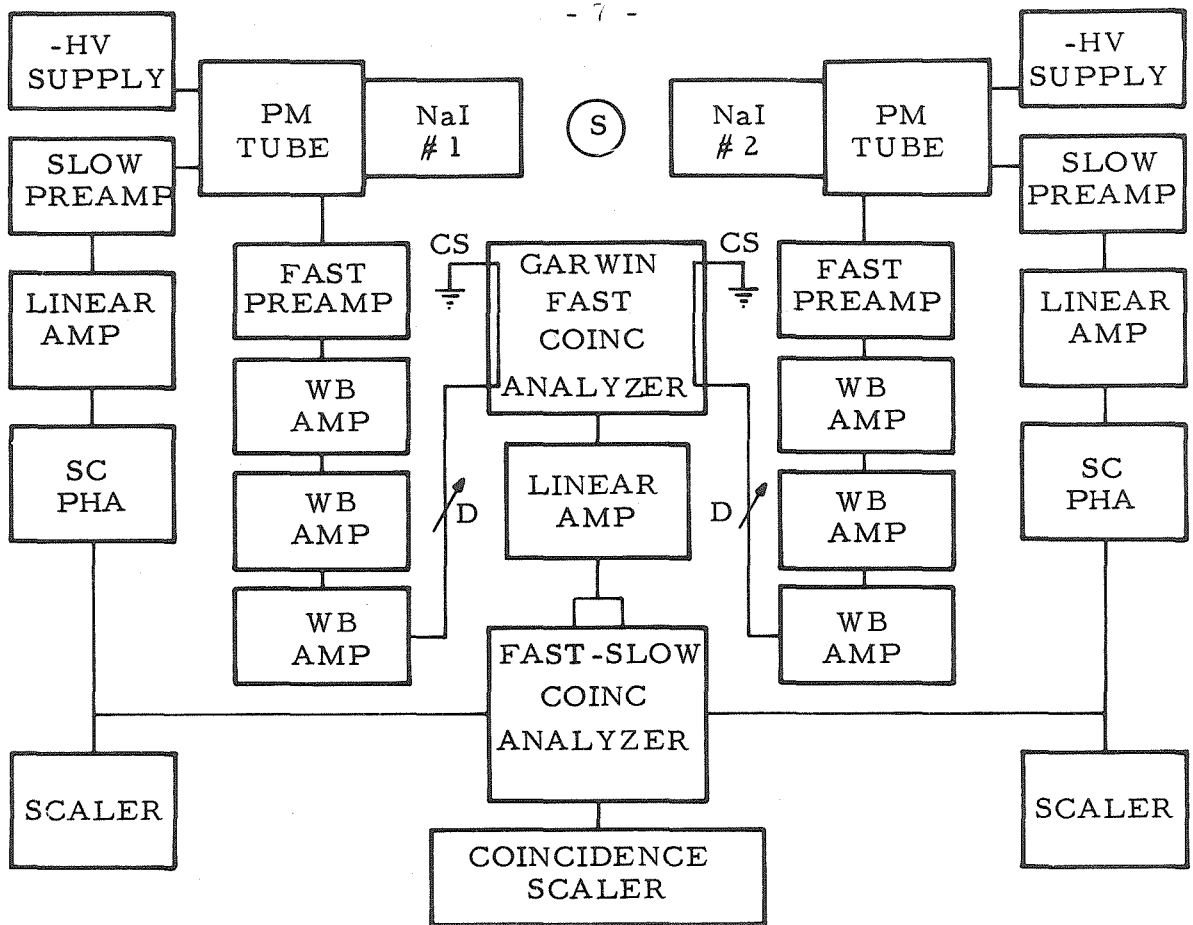 - 7 -
-HV
SUPPLY
PM
TUBE
NaI
# 1
S
NaI
# 2
PM
TUBE
-HV
SUPPLY
SLOW
PREAMP
SLOW
PREAMP
CS
CS
FAST
PREAMP
GARWIN
FAST
COINC
ANALYZER
FAST
PREAMP
LINEAR
AMP
LINEAR
AMP
WB
AMP
WB
AMP
SC
PHA
WB
AMP
D
LINEAR
AMP
D
WB
AMP
SC
PHA
WB
AMP
FAST-SLOW
COINC
ANALYZER
WB
AMP
SCALER
SCALER
COINCIDENCE
SCALER